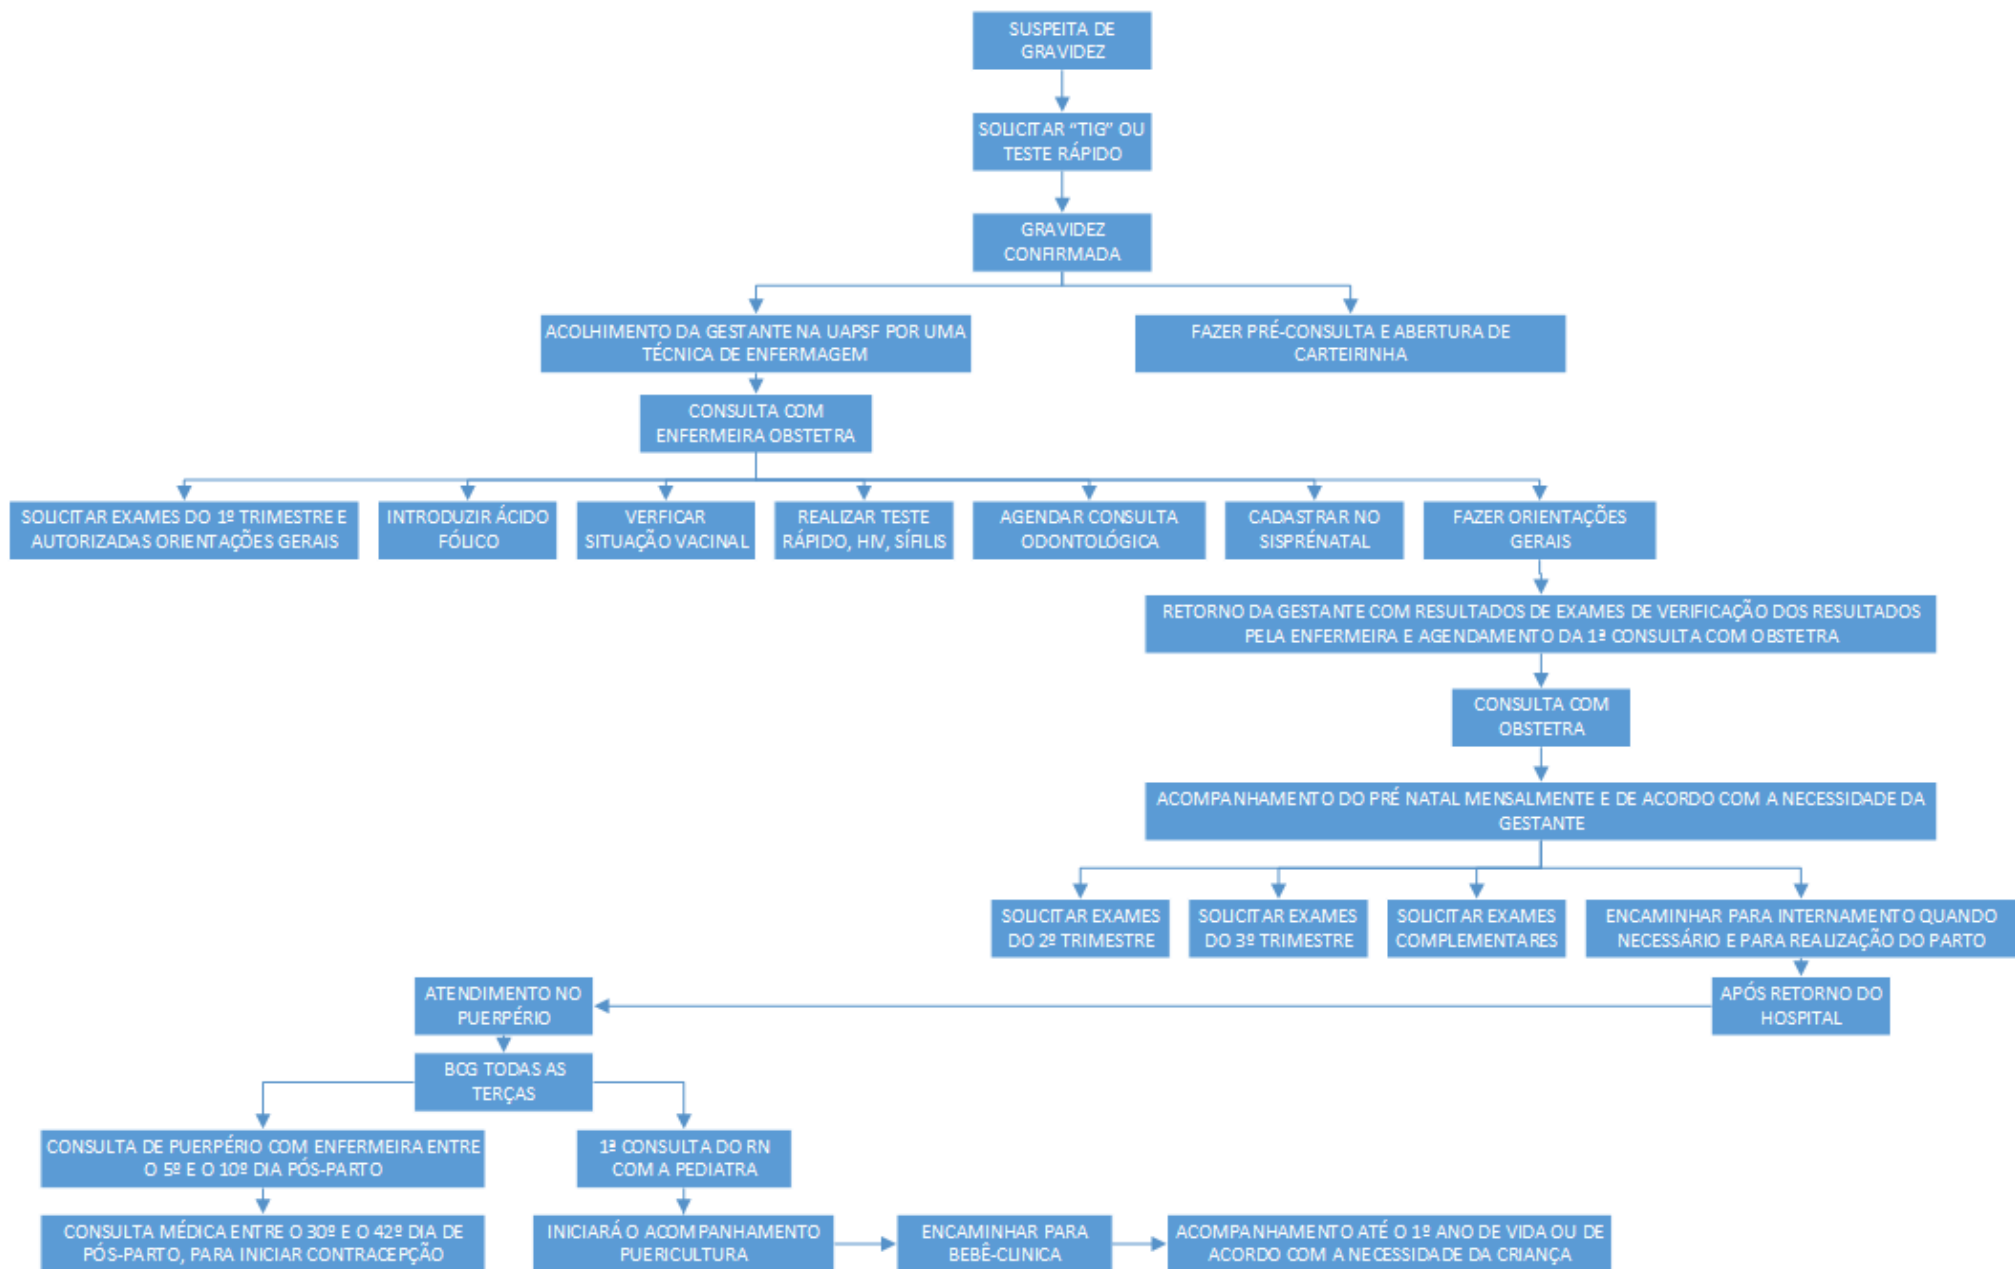 SUSPEITA DE
GRAVIDEZ
SOLICITAR “TIG” OU
TESTE RÁPIDO
GRAVIDEZ
CONFIRMADA
ACOLHIMENTO DA GESTANTE NA UAPSF POR UMA
TÉCNICA DE ENFERMAGEM
FAZER PRÉ-CONSULTA E ABERTURA DE
CARTEIRINHA
CONSULTA COM
ENFERMEIRA OBSTETRA
SOLICITAR EXAMES DO 1º TRIMESTRE E
AUTORIZADAS ORIENTAÇÕES GERAIS
INTRODUZIR ÁCIDO
FÓLICO
VERFICAR
SITUAÇÃO VACINAL
REALIZAR TESTE
RÁPIDO, HIV, SÍFILIS
AGENDAR CONSULTA
ODONTOLÓGICA
CADASTRAR NO
SISPRÉNATAL
FAZER ORIENTAÇÕES
GERAIS
RETORNO DA GESTANTE COM RESULTADOS DE EXAMES DE VERIFICAÇÃO DOS RESULTADOS
PELA ENFERMEIRA E AGENDAMENTO DA 1ª CONSULTA COM OBSTETRA
CONSULTA COM
OBSTETRA
ACOMPANHAMENTO DO PRÉ NATAL MENSALMENTE E DE ACORDO COM A NECESSIDADE DA
GESTANTE
SOLICITAR EXAMES
DO 2º TRIMESTRE
SOLICITAR EXAMES
DO 3º TRIMESTRE
SOLICITAR EXAMES
COMPLEMENTARES
ENCAMINHAR PARA INTERNAMENTO QUANDO
NECESSÁRIO E PARA REALIZAÇÃO DO PARTO
APÓS RETORNO DO
HOSPITAL
ATENDIMENTO NO
PUERPÉRIO
BCG TODAS AS
TERÇAS
CONSULTA DE PUERPÉRIO COM ENFERMEIRA ENTRE
O 5º E O 10º DIA PÓS-PARTO
1ª CONSULTA DO RN
COM A PEDIATRA
CONSULTA MÉDICA ENTRE O 30º E O 42º DIA DE
PÓS-PARTO, PARA INICIAR CONTRACEPÇÃO
INICIARÁ O ACOMPANHAMENTO
PUERICULTURA
ENCAMINHAR PARA
BEBÊ-CLINICA
ACOMPANHAMENTO ATÉ O 1º ANO DE VIDA OU DE
ACORDO COM A NECESSIDADE DA CRIANÇA